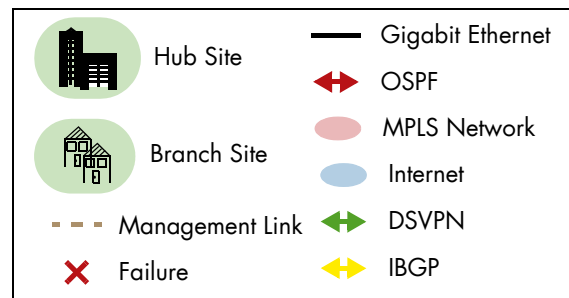 Hub Site
Branch Site
Management Link
Failure
Gigabit Ethernet
OSPF
MPLS Network
Internet
DSVPN
IBGP